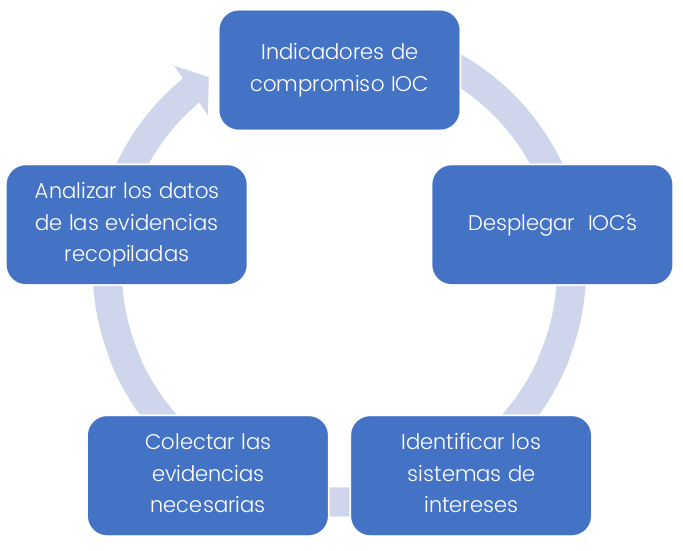 Indicadores de
compromiso IOC
Desplegar IOC´s
Identificar los
sistemas de
intereses
Colectar las
evidencias
necesarias
Analizar los datos
de las evidencias
recopiladas